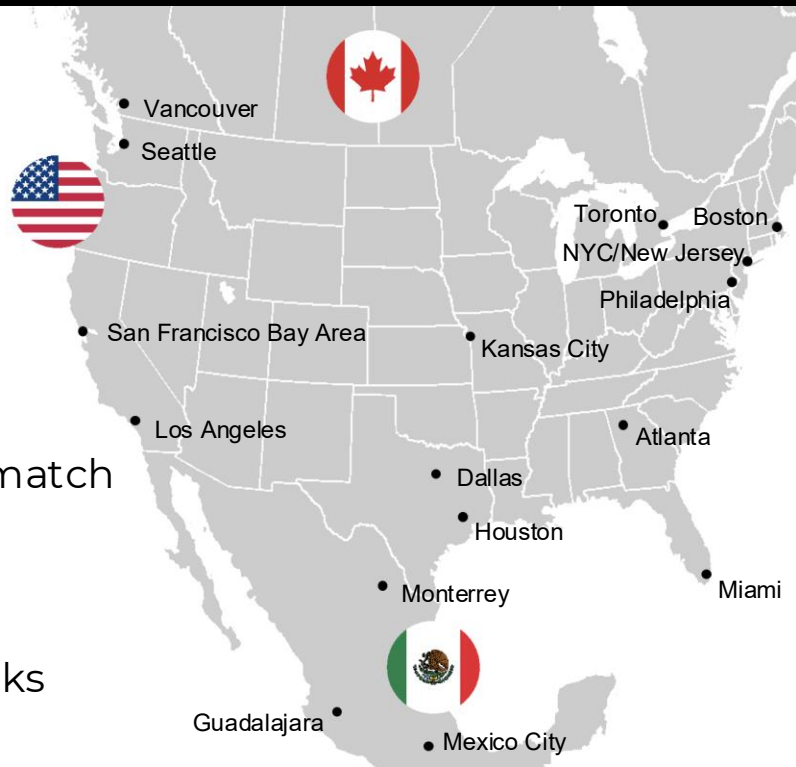 Vancouver
Seattle
Toronto
Boston
NYC/New Jersey
Philadelphia
San Francisco Bay Area
Kansas City
Los Angeles
Atlanta
match
Dallas
Houston
Monterrey
Miami
ks
Guadalajara
Mexico City